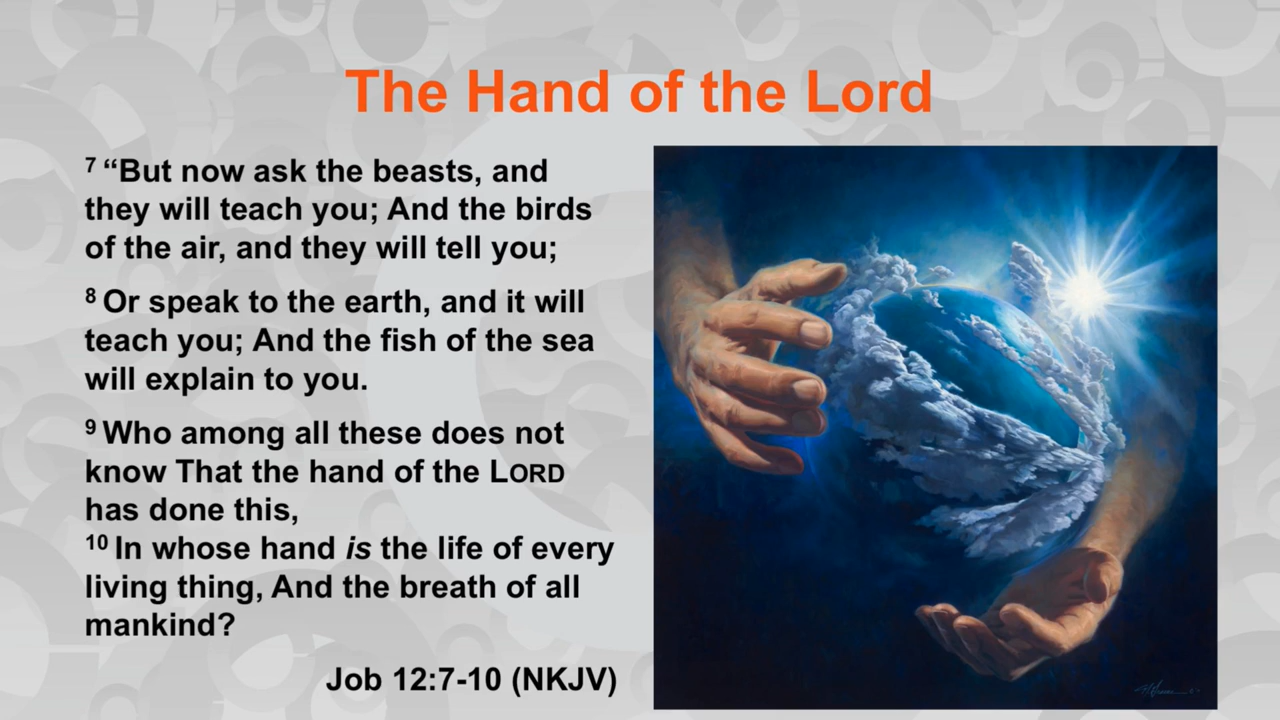 The Hand of the Lord
7 “But now ask the beasts, and
they will teach you; And the birds
of the air, and they will tell you;
8 Or speak to the earth, and it will
teach you; And the fish of the sea
will explain to you.
9 Who among all these does not
know That the hand of the LORD
has done this,
10 In whose hand is the life of every
living thing, And the breath of all
mankind?
Job 12:7-10 (NKJV)